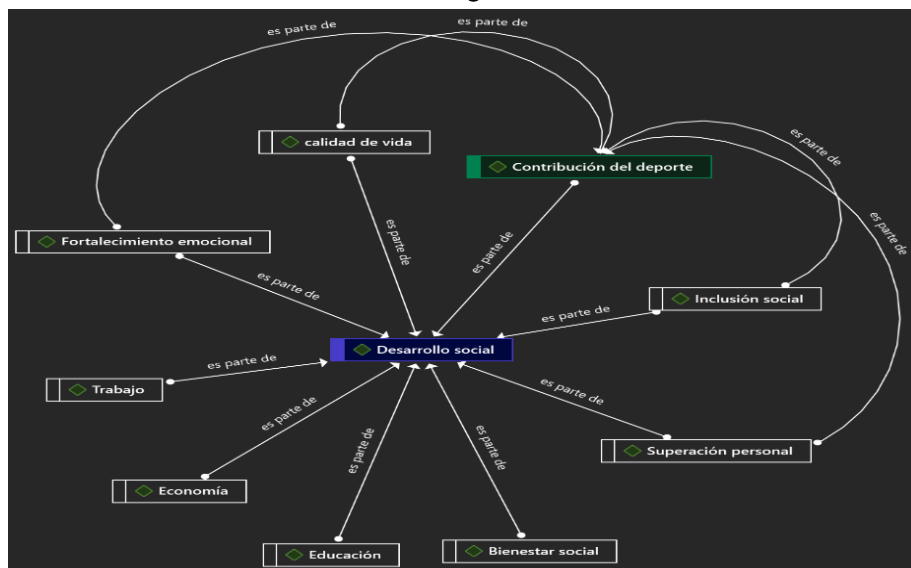 es parte de
es parte de
calidad de vida
es parte de
Contribución del deporte
es parte de
Fortalecimiento emocional
es parte de
es parte de
es parte de
es parte de
Inclusión social
es parte de
Desarrollo social
es parte de
Trabajo
es parte de
es parte de
es parte de
es parte de
Superación personal
Economía
Educación
Bienestar social